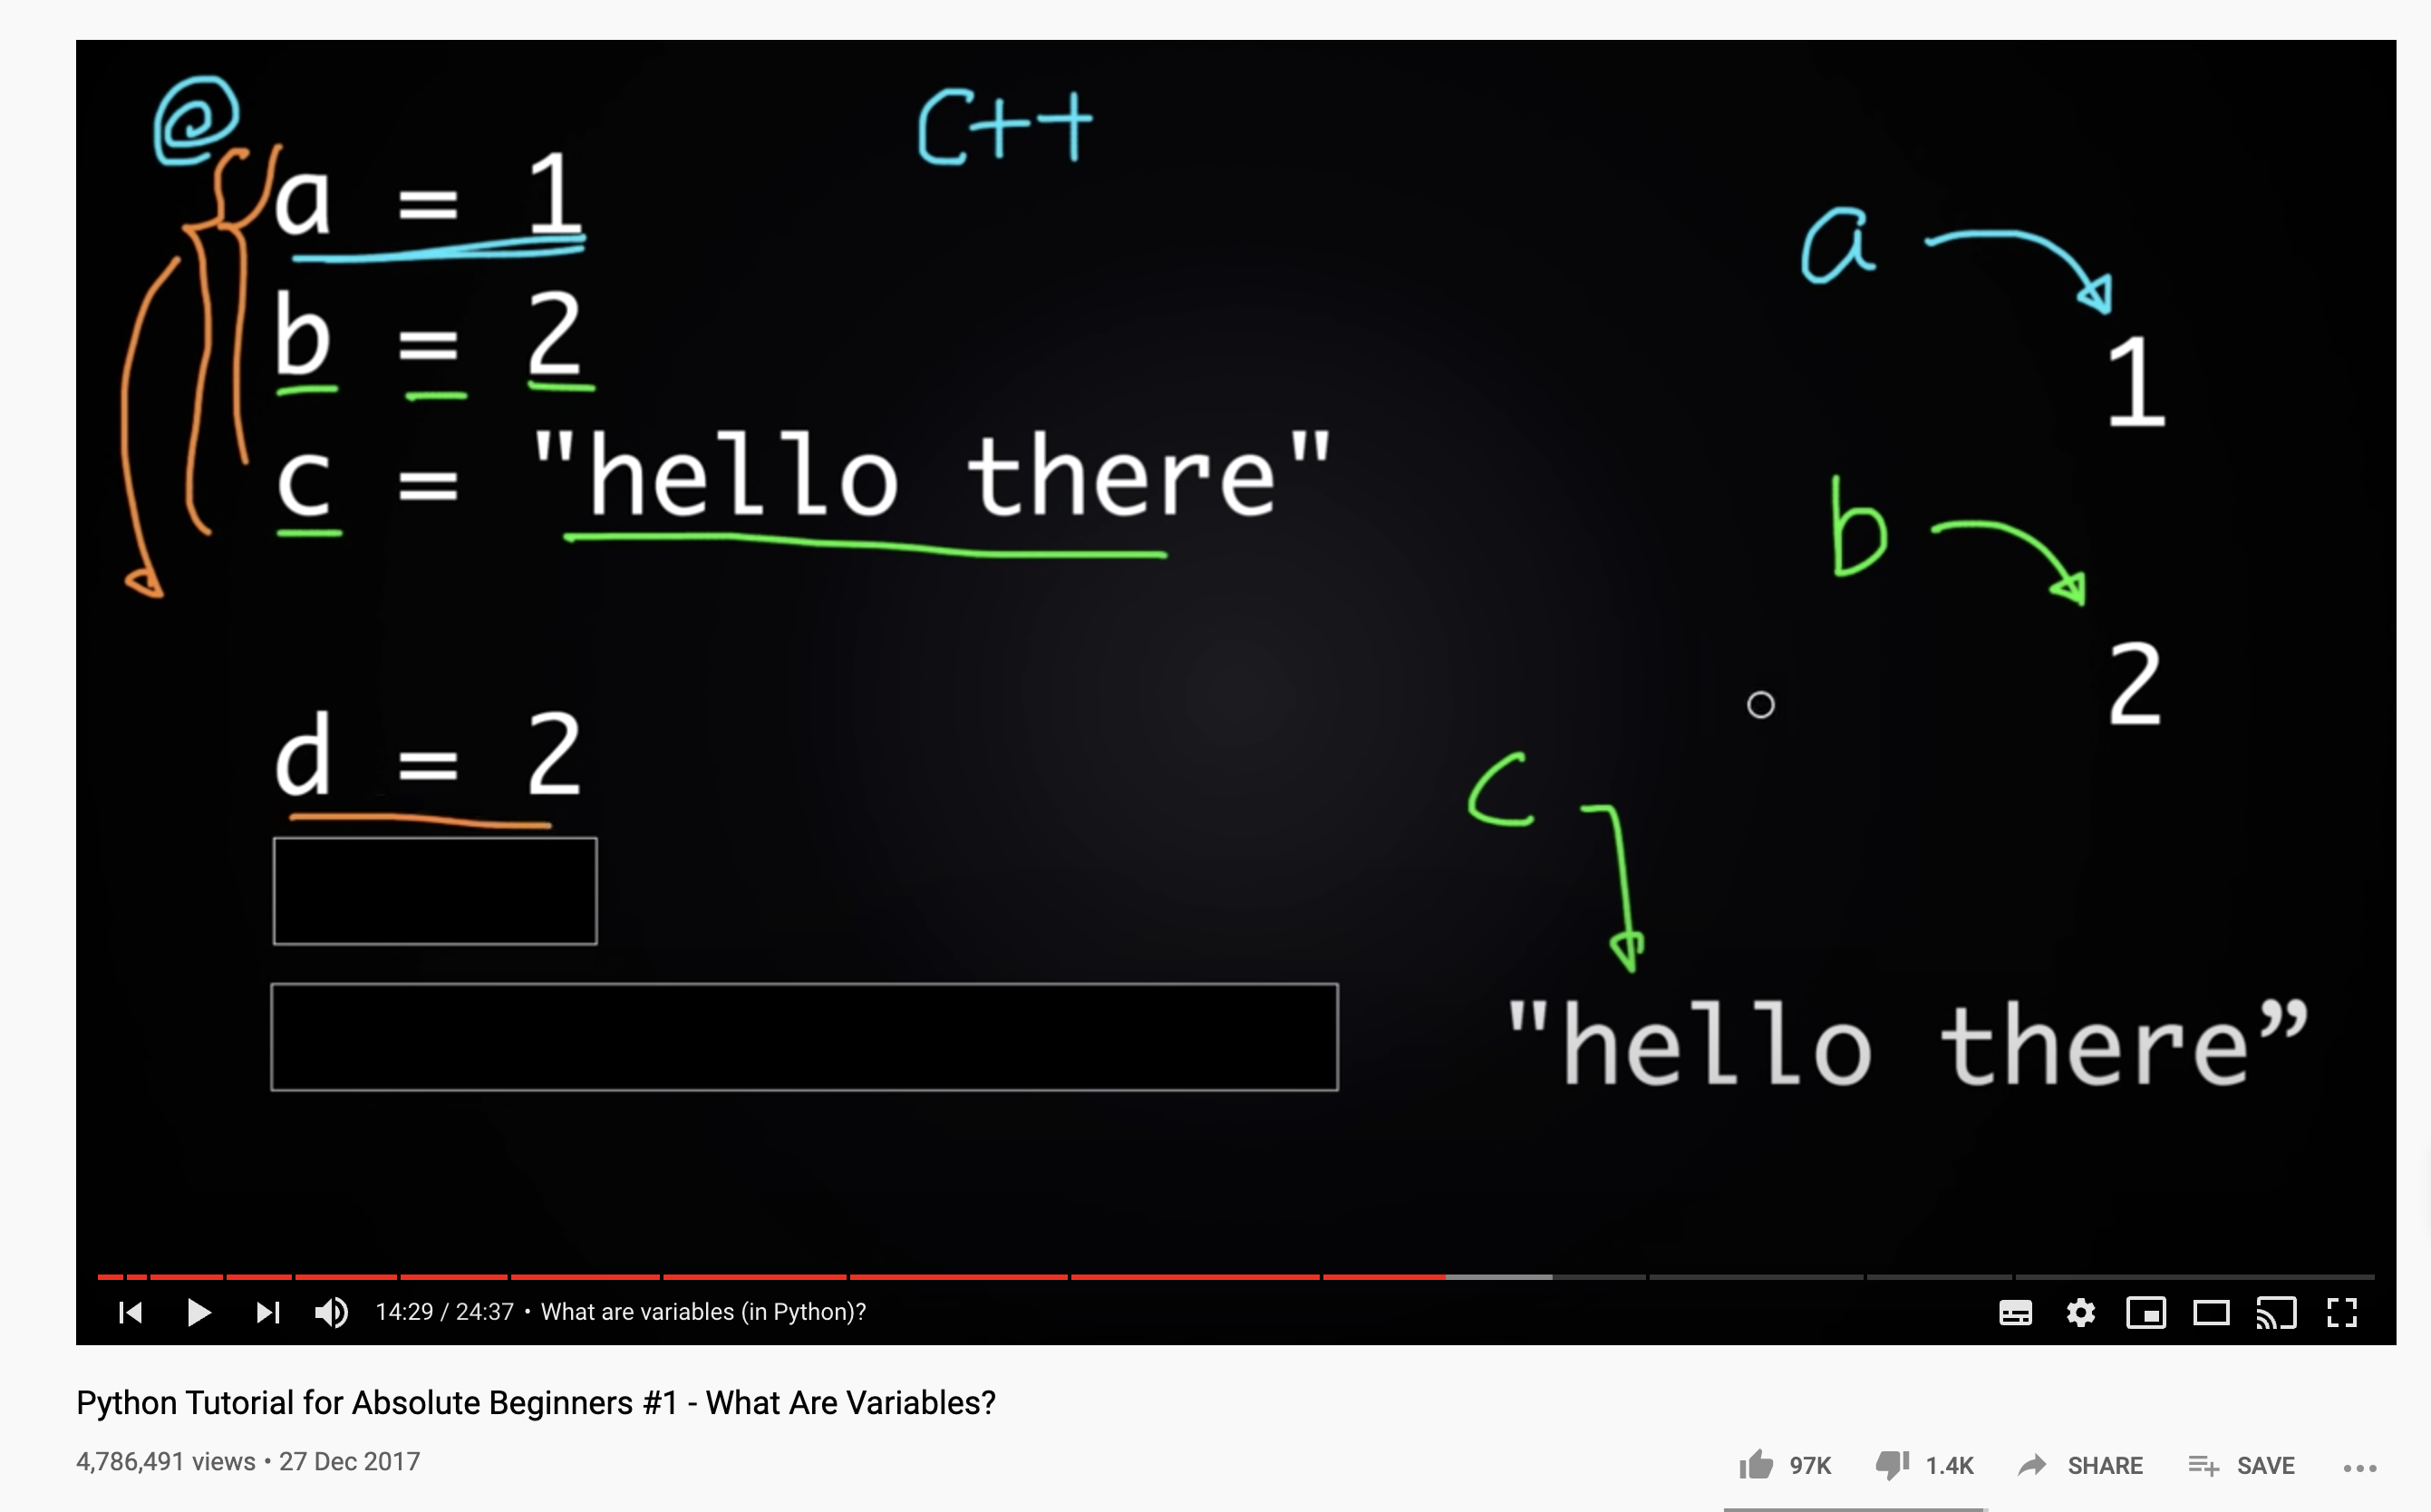 C++
a = 1
b = 2
c = "hello there"
d = 2
a
1
b
2
c
"hello there”
14:29 / 24:37 • What are variables (in Python)?
Python Tutorial for Absolute Beginners #1 - What Are Variables?
4,786,491 views • 27 Dec 2017
97K 1.4K SHARE SAVE